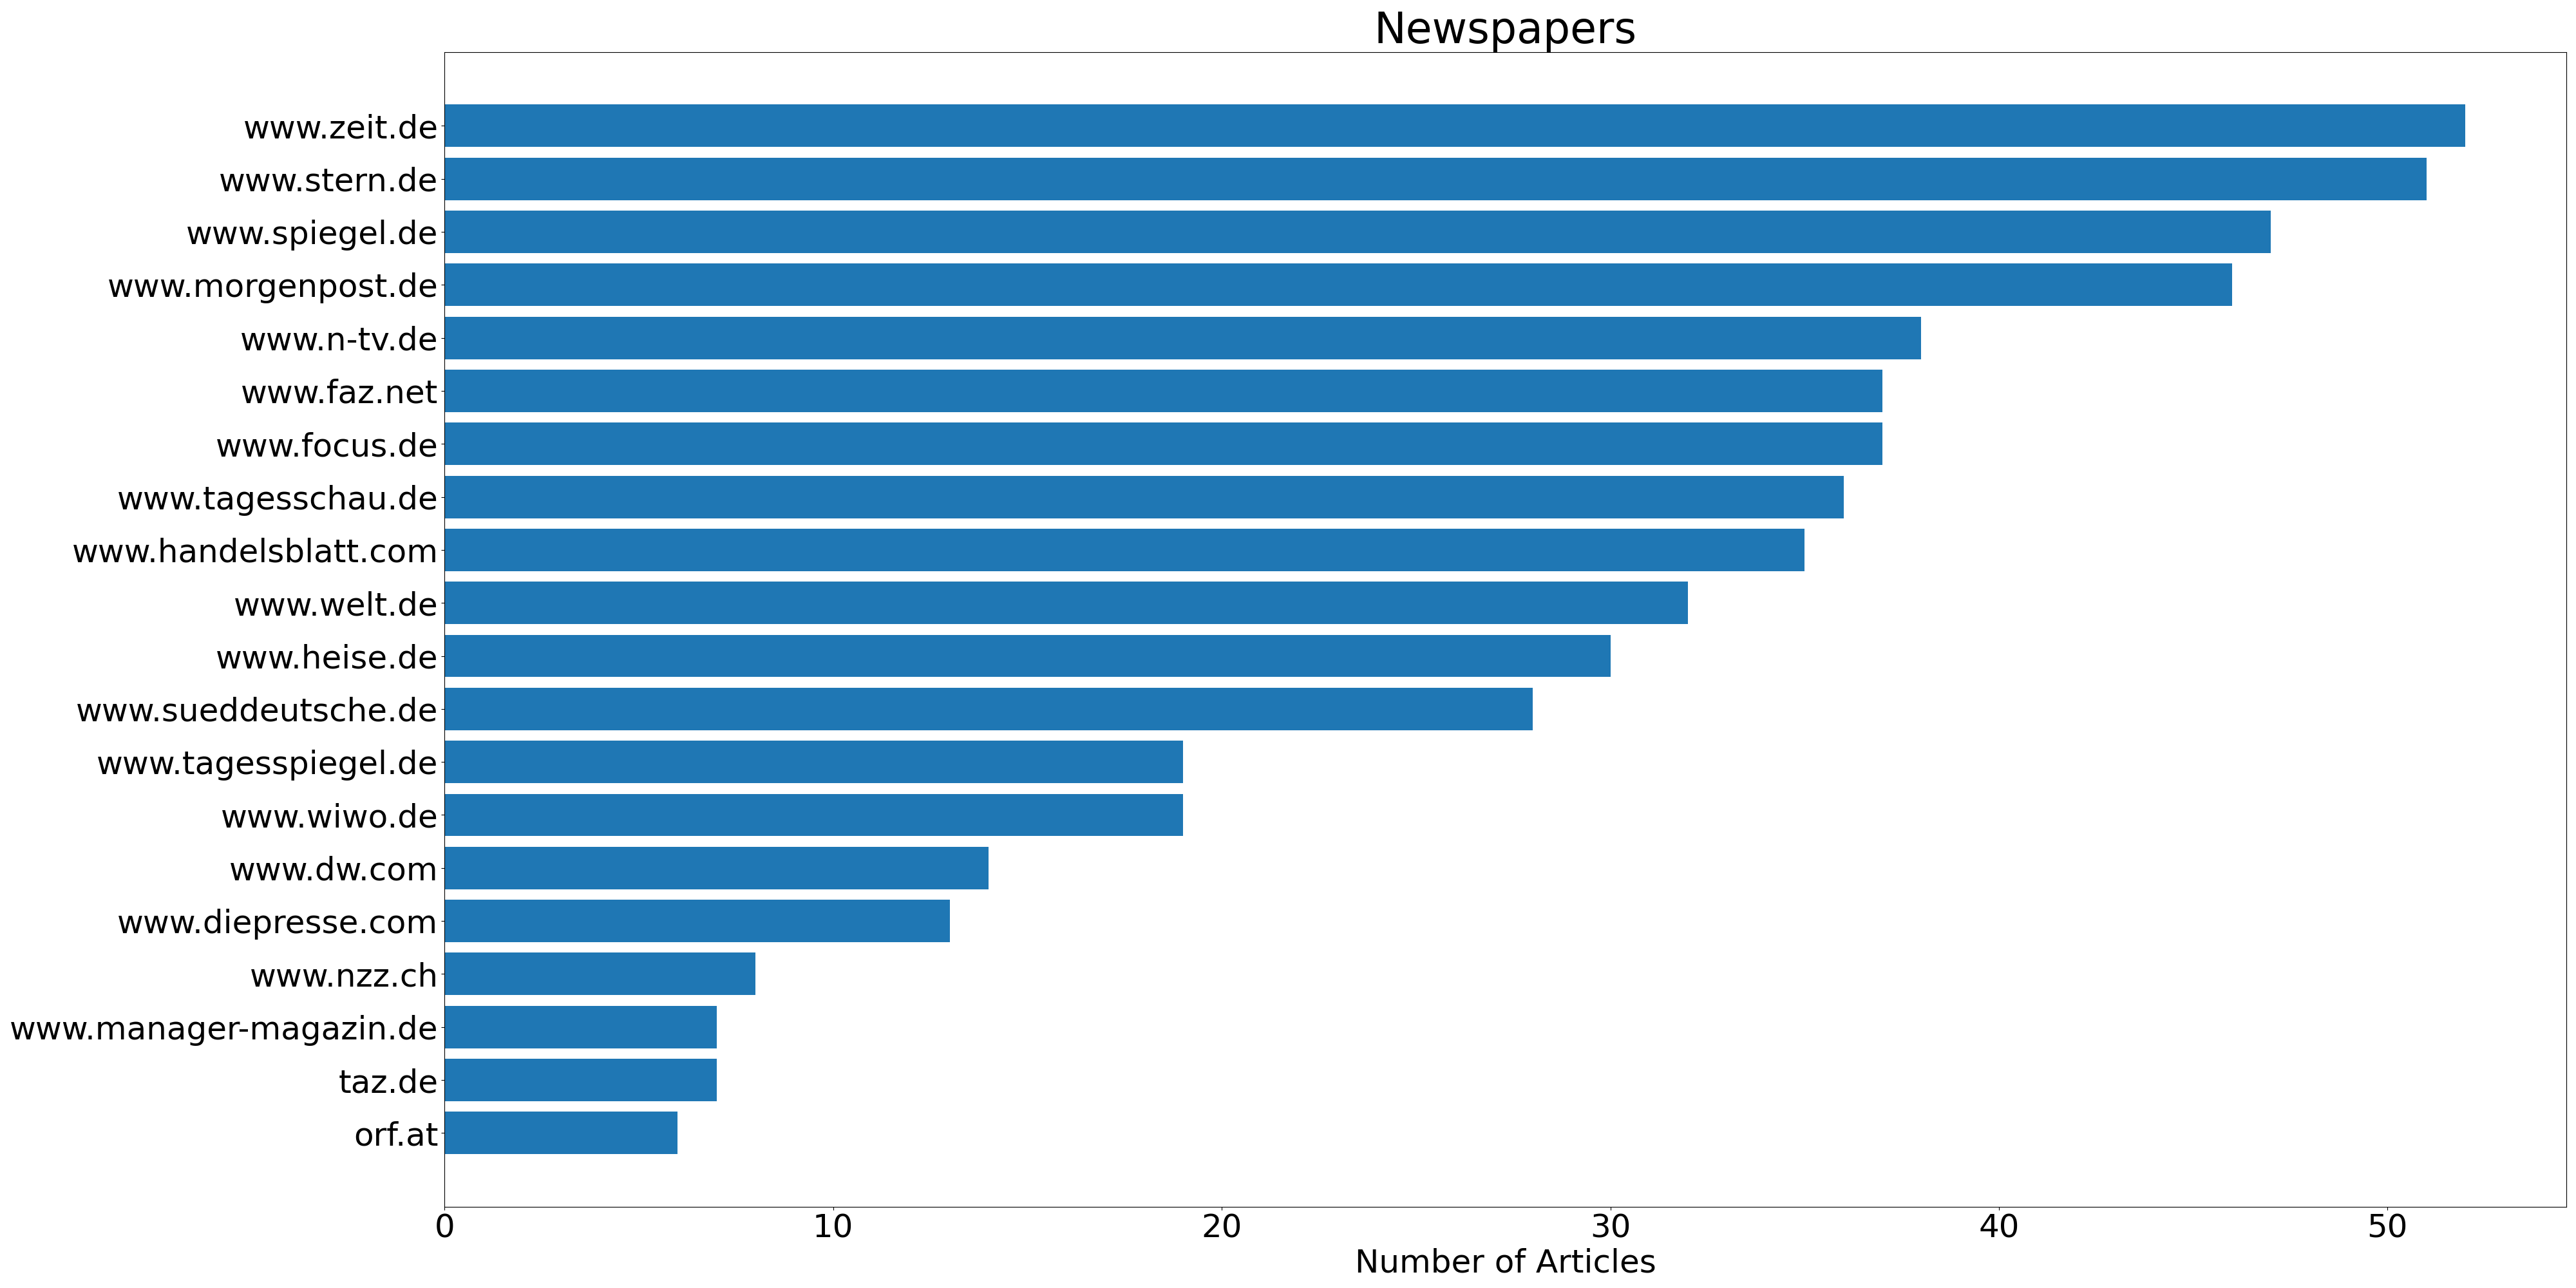 Newspapers
www.zeit.de
www.stern.de
www.spiegel.de
www.morgenpost.de
www.n-tv.de
www.faz.net
www.focus.de
www.tagesschau.de
www.handelsblatt.com
www.welt.de
www.heise.de
www.sueddeutsche.de
www.tagesspiegel.de
www.wiwo.de
www.dw.com
www.diepresse.com
www.nzz.ch
www.manager-magazin.de
taz.de
orf.at
0 10 20 30 40 50
Number of Articles